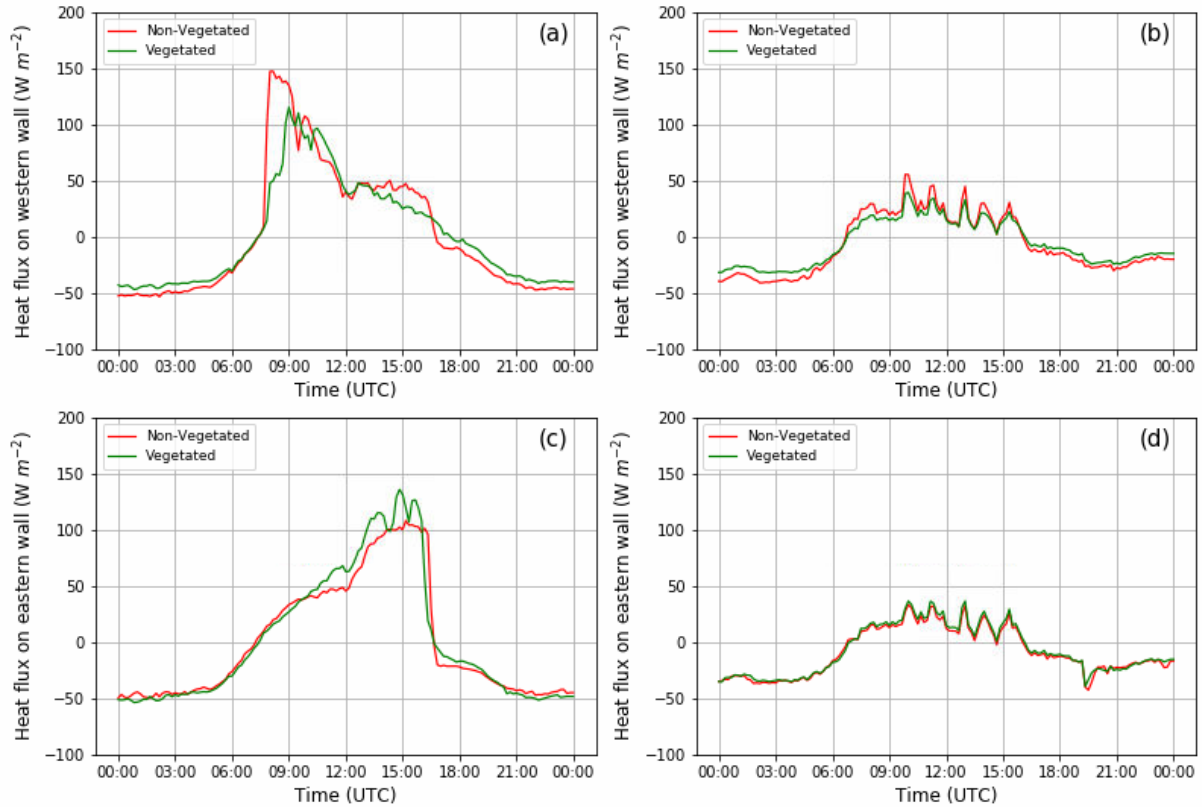 Heat flux on western wall (W m⁻²)
200
150
100
50
0
−50
−100
Non-Vegetated
Vegetated
(a)
00:00 03:00 06:00 09:00 12:00 15:00 18:00 21:00 00:00
Time (UTC)
Heat flux on western wall (W m⁻²)
200
150
100
50
0
−50
−100
Non-Vegetated
Vegetated
(b)
00:00 03:00 06:00 09:00 12:00 15:00 18:00 21:00 00:00
Time (UTC)
Heat flux on eastern wall (W m⁻²)
200
150
100
50
0
−50
−100
Non-Vegetated
Vegetated
(c)
00:00 03:00 06:00 09:00 12:00 15:00 18:00 21:00 00:00
Time (UTC)
Heat flux on eastern wall (W m⁻²)
200
150
100
50
0
−50
−100
Non-Vegetated
Vegetated
(d)
00:00 03:00 06:00 09:00 12:00 15:00 18:00 21:00 00:00
Time (UTC)